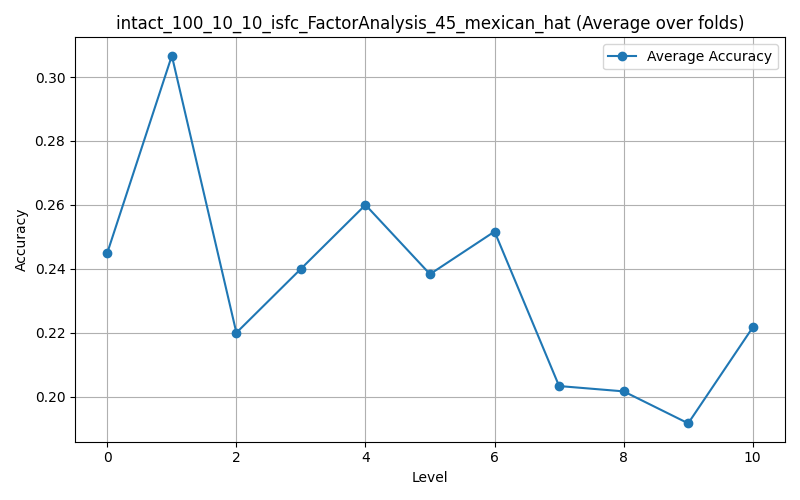 intact_100_10_10_isfc_FactorAnalysis_45_mexican_hat (Average over folds)
Average Accuracy
Accuracy
0.30
0.28
0.26
0.24
0.22
0.20
0 2 4 6 8 10
Level